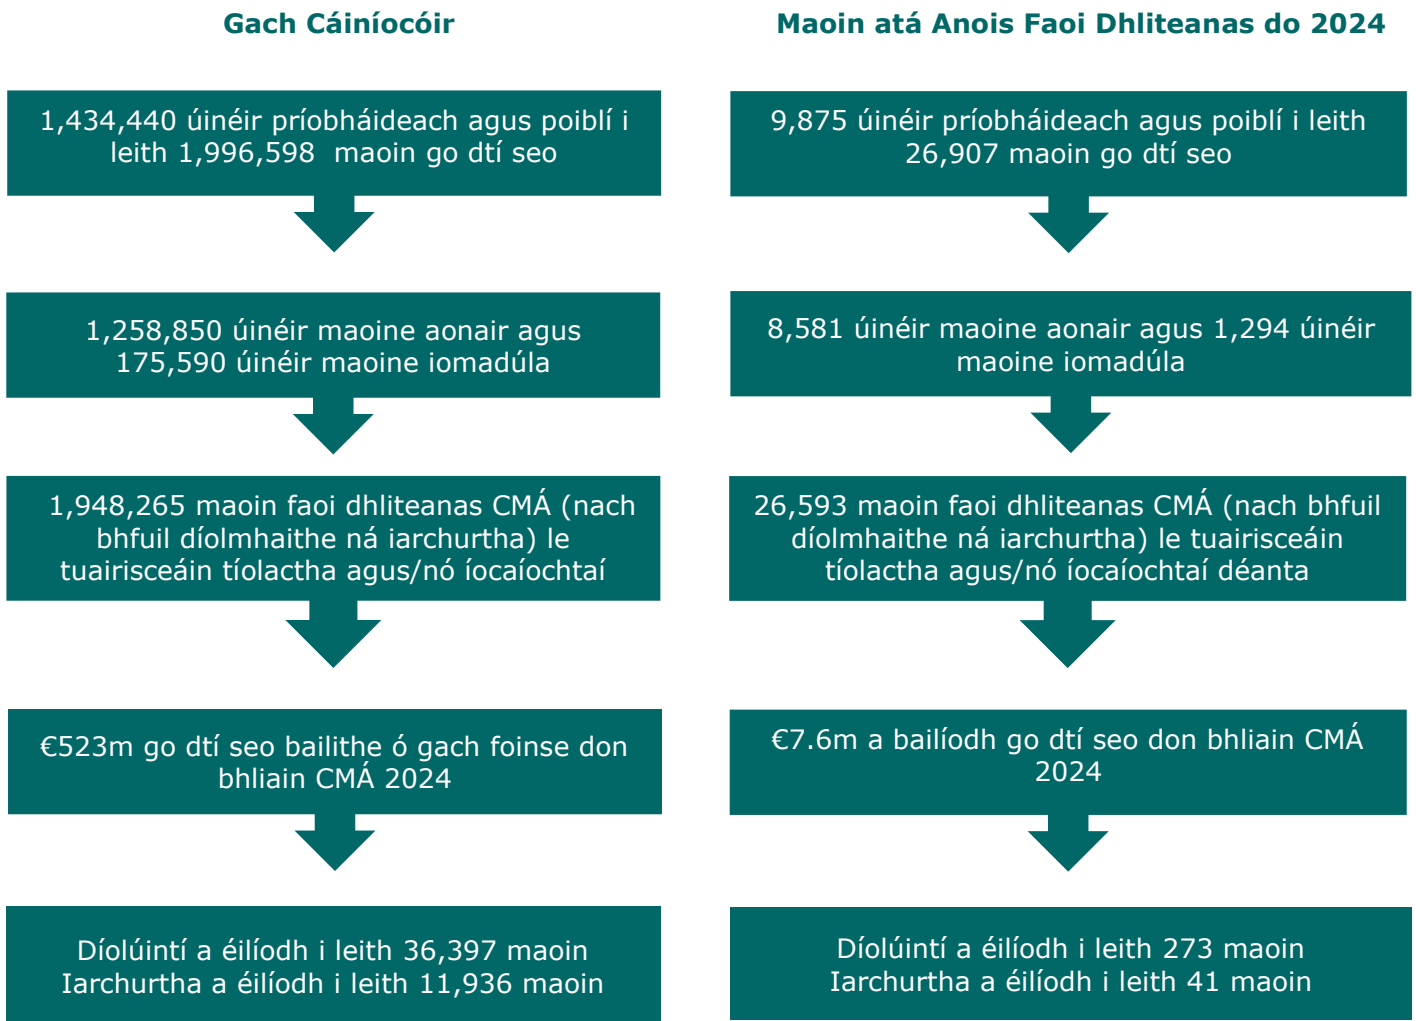 Gach Cáiníocóir
1,434,440 úinéir príobháideach agus poiblí i
leith 1,996,598 maoin go dtí seo
1,258,850 úinéir maoine aonair agus
175,590 úinéir maoine iomadúla
1,948,265 maoin faoi dhliteanas CMÁ (nach
bhfuil díolmhaithe ná iarchurtha) le
tuairisceáin tíolactha agus/nó íocaíochtaí
€523m go dtí seo bailithe ó gach foinse don
bhliain CMÁ 2024
Díolúintí a éilíodh i leith 36,397 maoin
Iarchurtha a éilíodh i leith 11,936 maoin
Maoin atá Anois Faoi Dhliteanas do 2024
9,875 úinéir príobháideach agus poiblí i leith
26,907 maoin go dtí seo
8,581 úinéir maoine aonair agus 1,294 úinéir
maoine iomadúla
26,593 maoin faoi dhliteanas CMÁ (nach bhfuil
díolmhaithe ná iarchurtha) le tuairisceáin
tíolactha agus/nó íocaíochtaí déanta
€7.6m a bailíodh go dtí seo don bhliain CMÁ
2024
Díolúintí a éilíodh i leith 273 maoin
Iarchurtha a éilíodh i leith 41 maoin